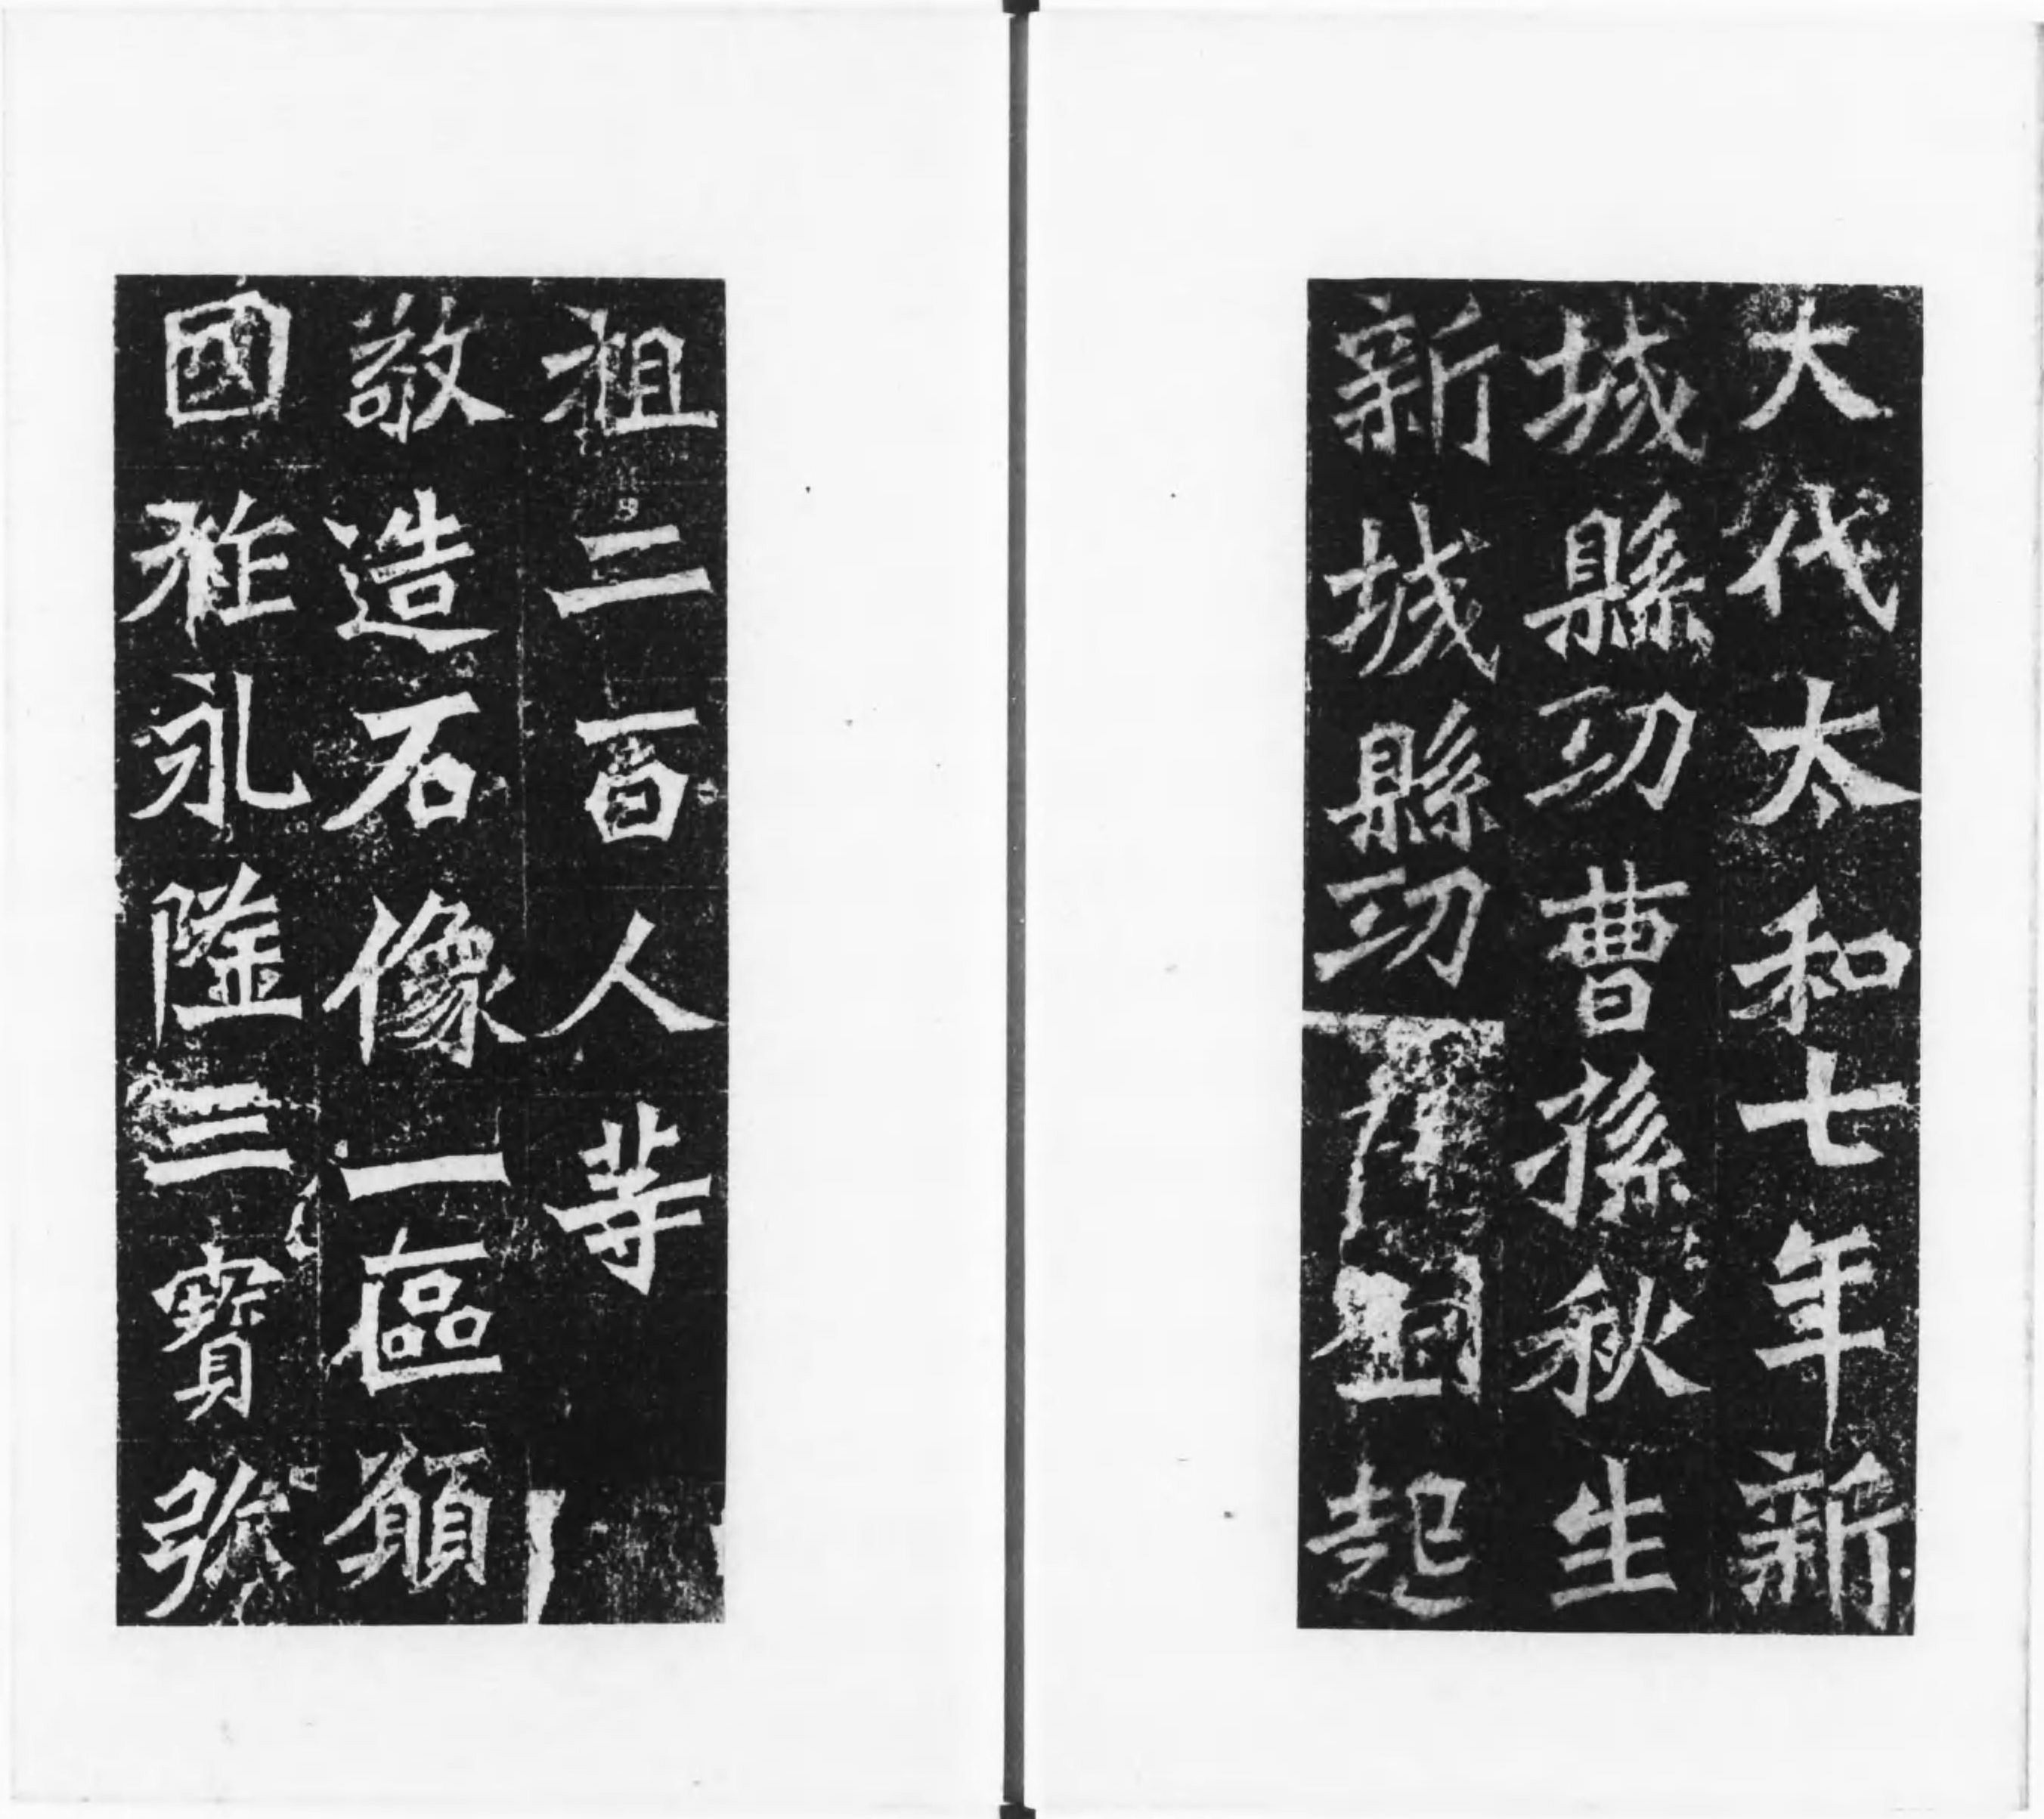 大代太和七年新
城縣功曹孫秋生
新城縣功起
祖二百人等
敬造石像一區願
國祚永隆三寶弥